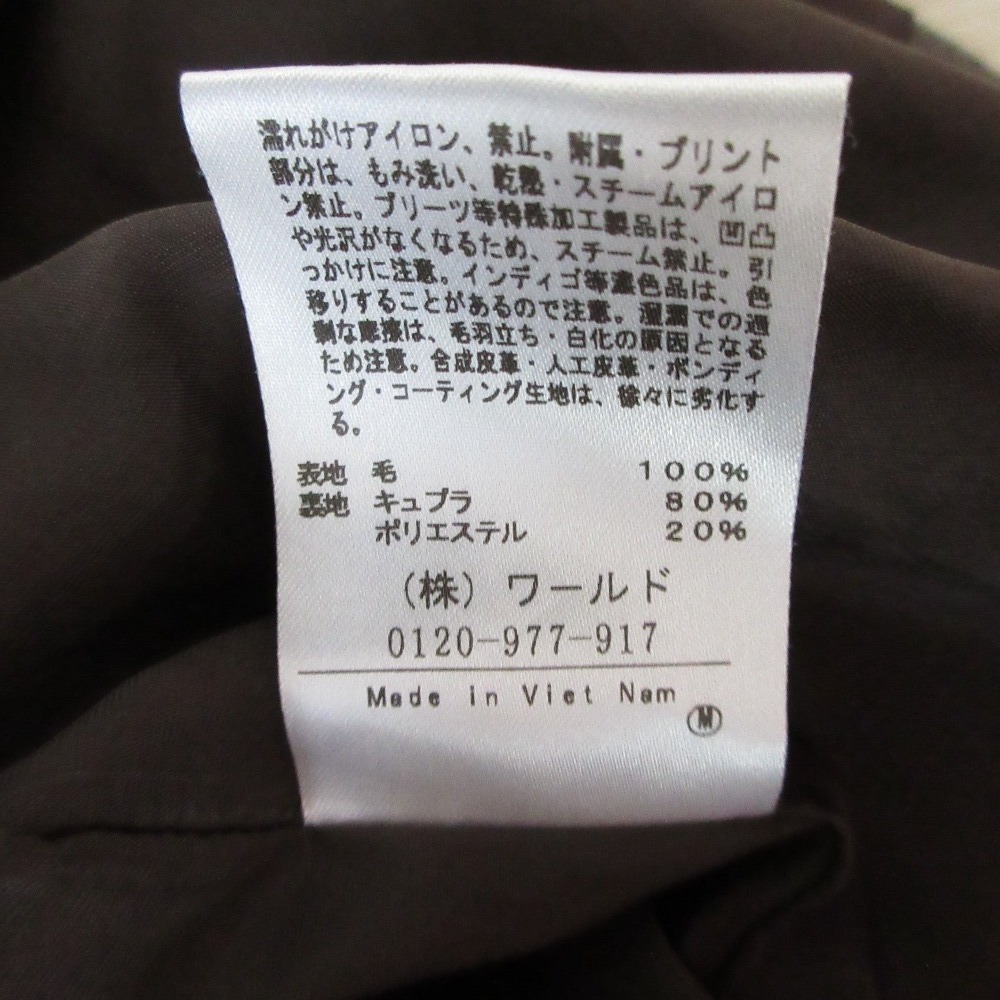 濡れがけアイロン、禁止。附属・プリント
部分は、もみ洗い、乾熱・スチームアイロ
ン禁止。プリーツ等特殊加工製品は、凹凸
や光沢がなくなるため、スチーム禁止。引
っかけに注意。インディゴ等濃色品は、色
移りすることがあるので注意。湿潤での過
剰な摩擦は、毛羽立ち・白化の原因となる
ため注意。合成皮革・人工皮革・ボンディ
ング・コーティング生地は、徐々に劣化す
る。
表地 毛 100%
裏地 キュプラ 80%
ポリエステル 20%
(株) ワールド
0120-977-917
Made in Viet Nam
M